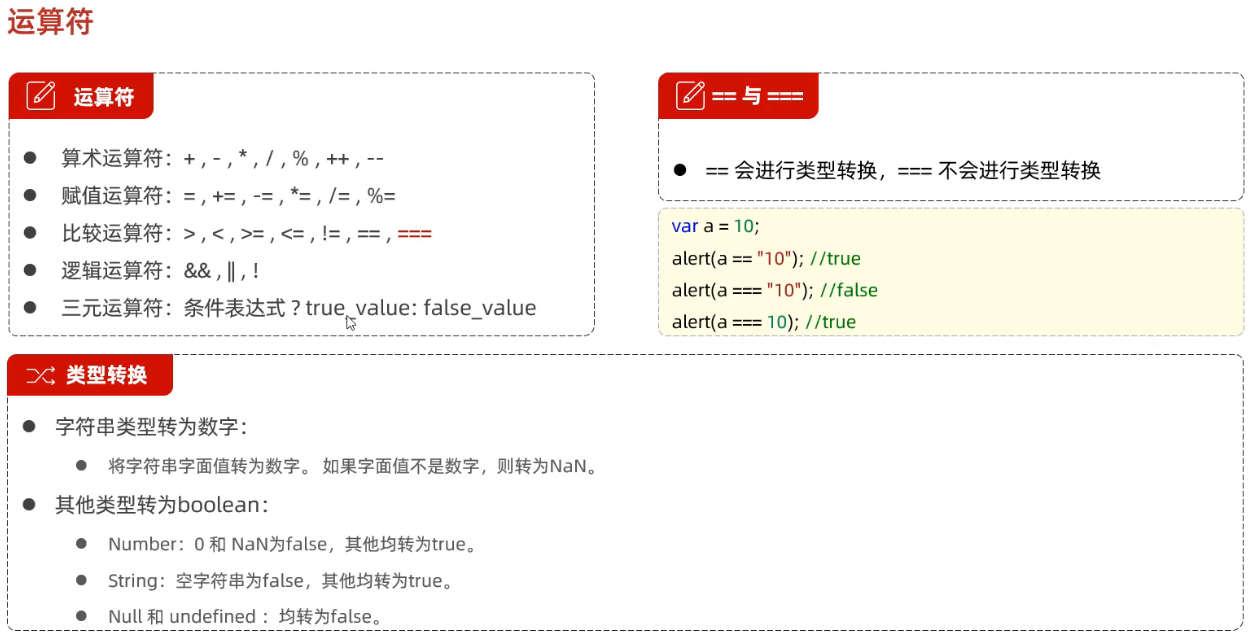 运算符
运算符
算术运算符：+ , - , * , / , % , ++ , --
赋值运算符：= , += , -= , *= , /= , %=
比较运算符：> , < , >= , <= , != , == , ===
逻辑运算符：&& , || , !
三元运算符：条件表达式 ? true_value: false_value
== 与 ===
== 会进行类型转换，=== 不会进行类型转换
var a = 10;
alert(a == "10"); //true
alert(a === "10"); //false
alert(a === 10); //true
类型转换
字符串类型转为数字：
将字符串字面值转为数字。 如果字面值不是数字，则转为NaN。
其他类型转为boolean：
Number：0 和 NaN为false，其他均转为true。
String：空字符串为false，其他均转为true。
Null 和 undefined ：均转为false。